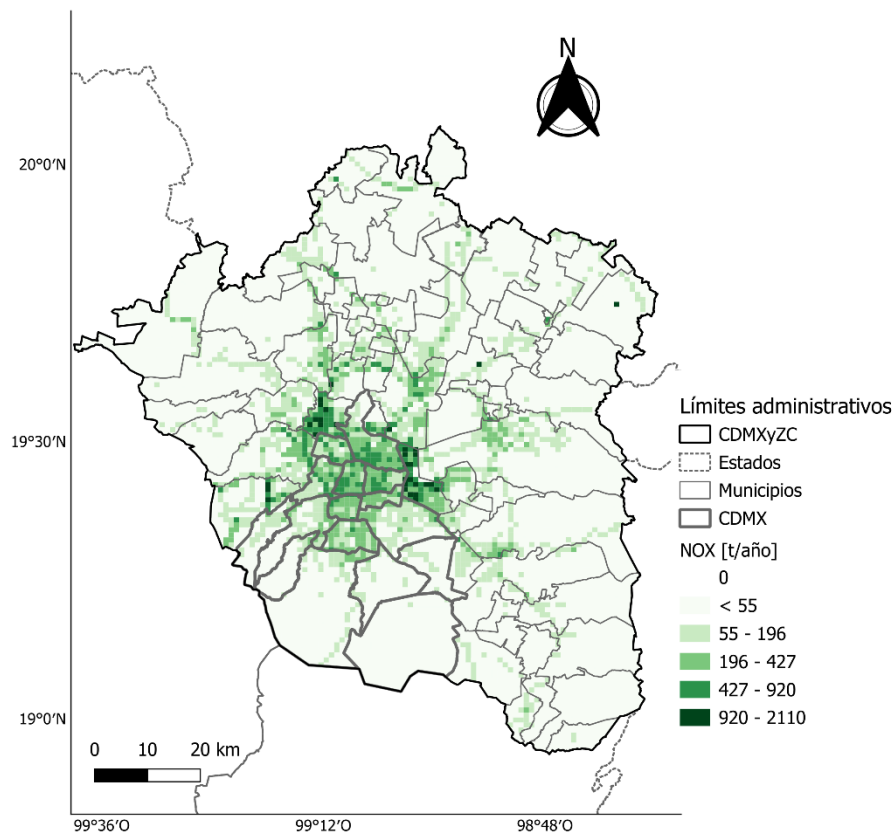 N
20°0′N
19°30′N
19°0′N
99°36′O
99°12′O
98°48′O
0 10 20 km
Límites administrativos
CDMXyZC
Estados
Municipios
CDMX
NOX [t/año]
0
< 55
55 - 196
196 - 427
427 - 920
920 - 2110